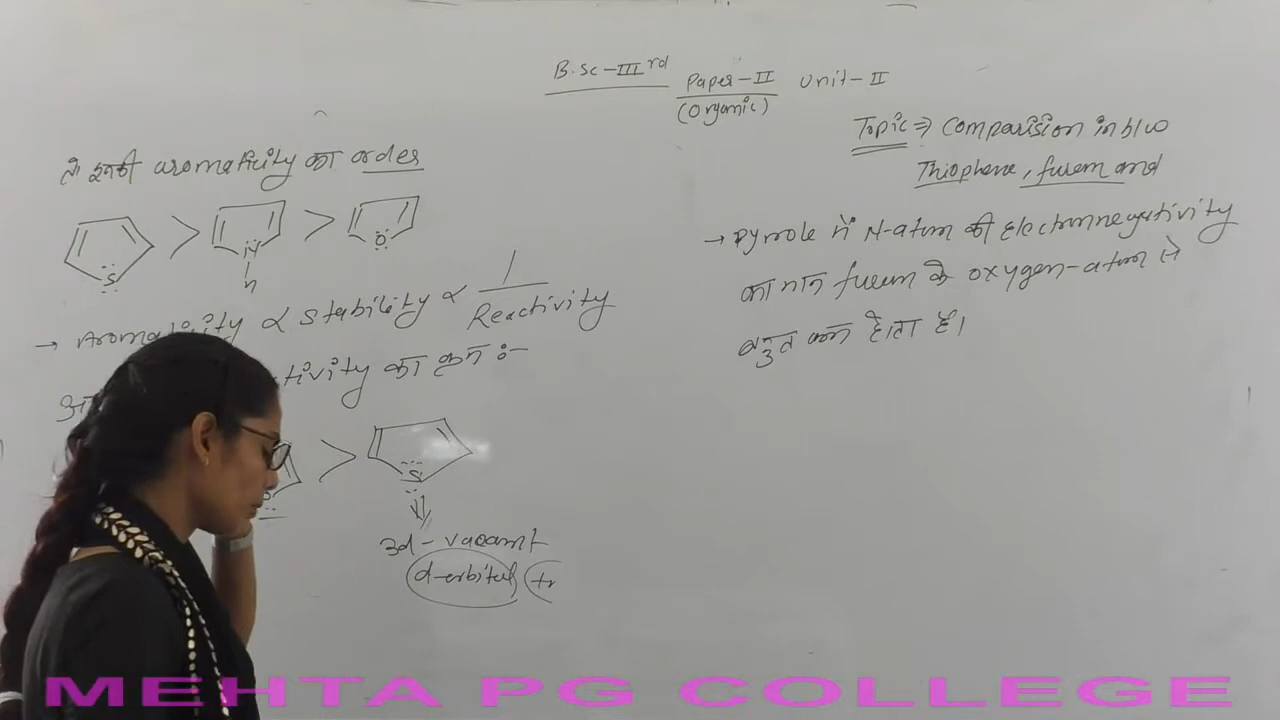 B.Sc-IIIrd
Paper-II Unit-II
(Organic)
Topic ⇒ Comparision in b/w
Thiophene, furan and
तो इनकी aromaticity का order
S > N > O
H
→ Aromaticity ∝ Stability ∝ 1/Reactivity
tivity का क्रम :-
> S
3d-vacant
d-orbital
→ Pyrrole में N-atom की Electronegativity
का मान furan के oxygen-atom से
बहुत कम होता है।
MEHTA PG COLLEGE